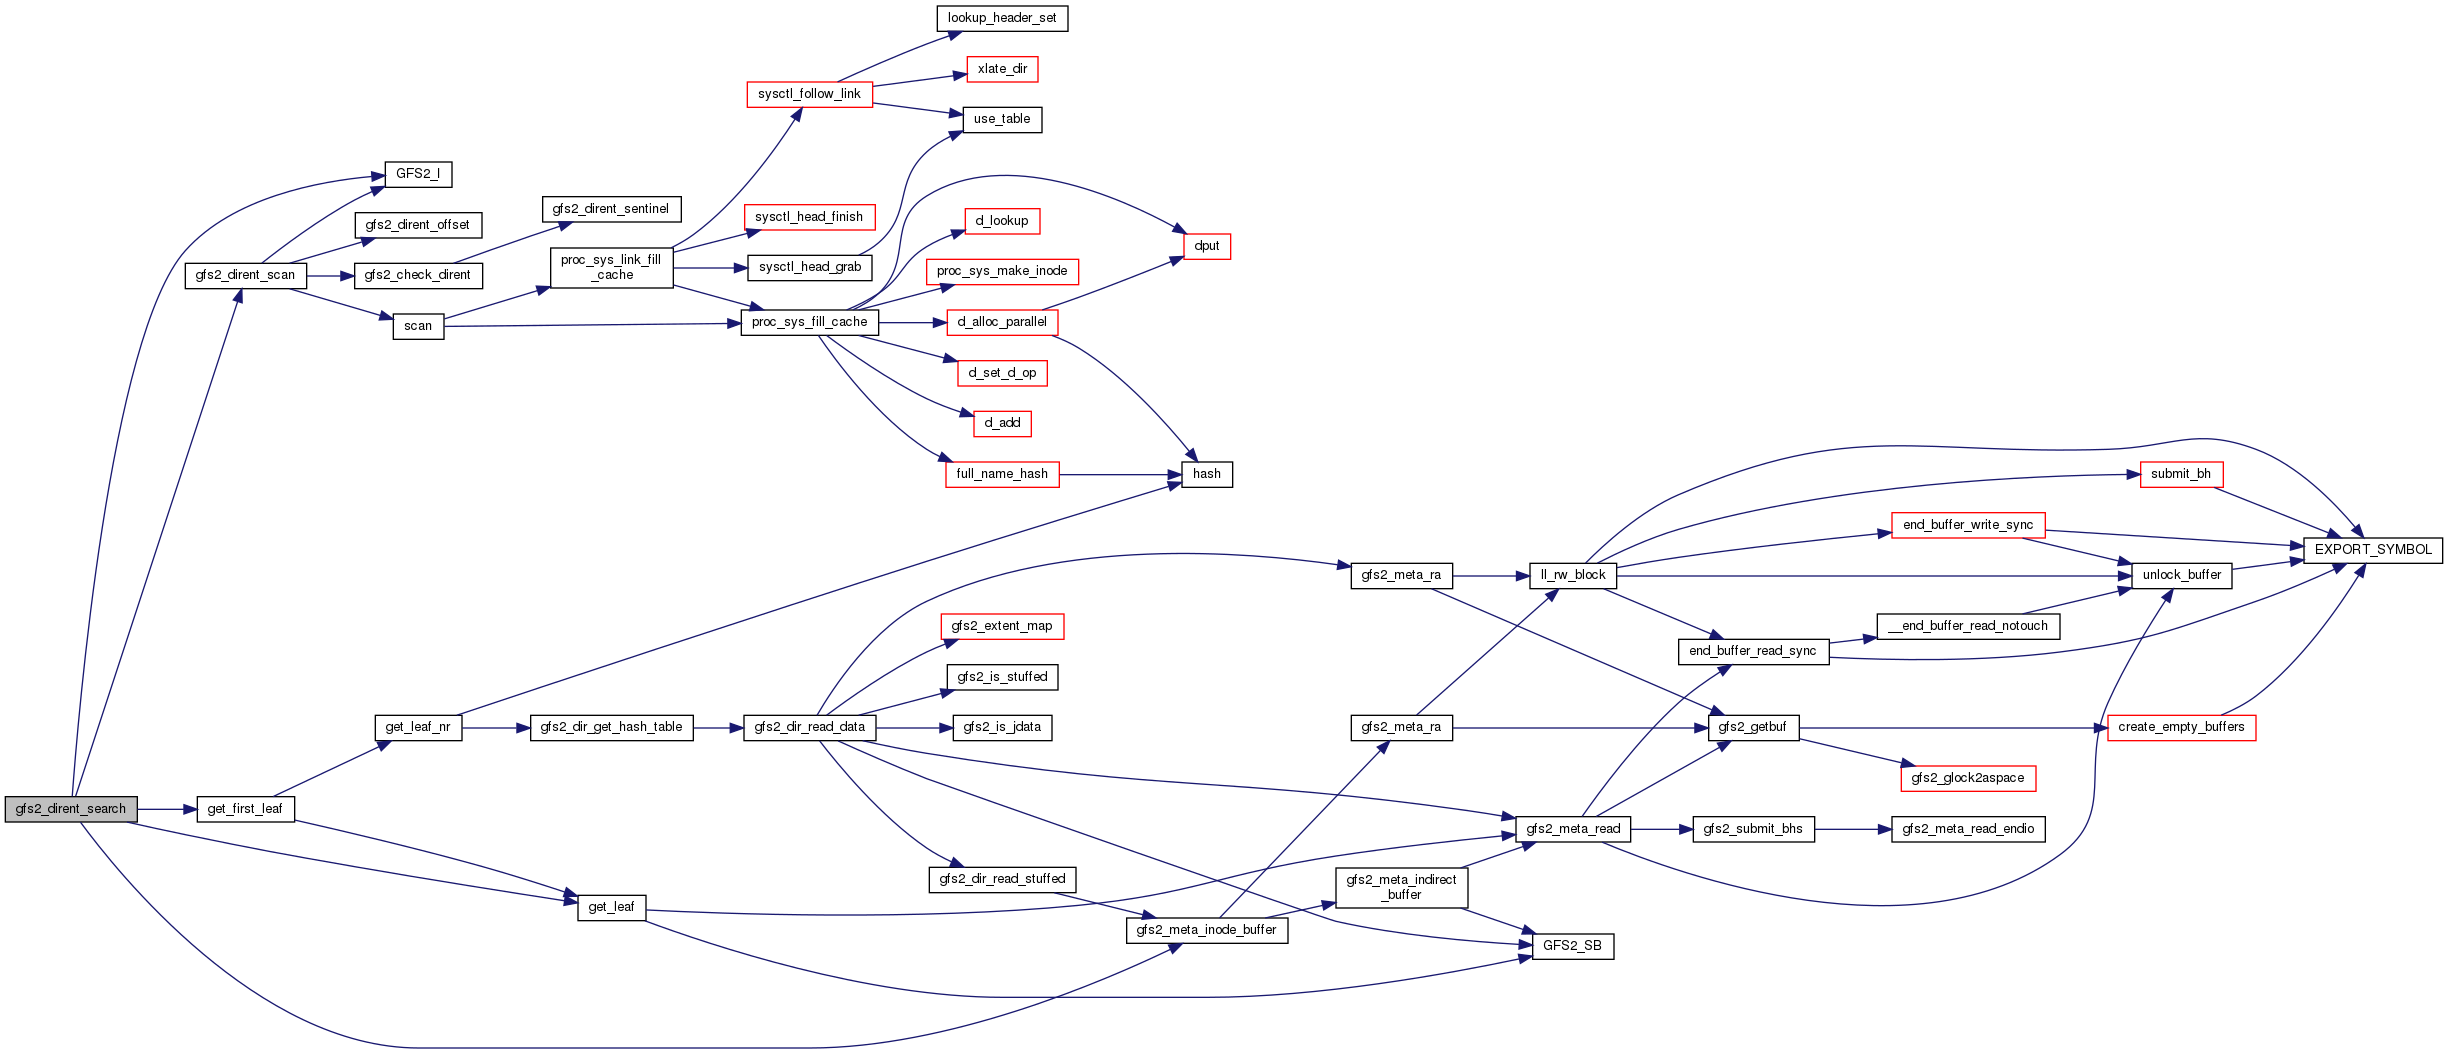 lookup_header_set
xlate_dir
sysctl_follow_link
use_table
GFS2_I
gfs2_dirent_sentinel
sysctl_head_finish
d_lookup
gfs2_dirent_offset
dput
proc_sys_link_fill
_cache
sysctl_head_grab
proc_sys_make_inode
gfs2_dirent_scan
gfs2_check_dirent
scan
proc_sys_fill_cache
d_alloc_parallel
d_set_d_op
d_add
full_name_hash
hash
submit_bh
end_buffer_write_sync
EXPORT_SYMBOL
gfs2_meta_ra
ll_rw_block
unlock_buffer
gfs2_extent_map
__end_buffer_read_notouch
end_buffer_read_sync
gfs2_is_stuffed
get_leaf_nr
gfs2_dir_get_hash_table
gfs2_dir_read_data
gfs2_is_jdata
gfs2_meta_ra
gfs2_getbuf
create_empty_buffers
gfs2_glock2aspace
gfs2_dirent_search
get_first_leaf
gfs2_meta_read
gfs2_submit_bhs
gfs2_meta_read_endio
gfs2_dir_read_stuffed
gfs2_meta_indirect
_buffer
get_leaf
gfs2_meta_inode_buffer
GFS2_SB